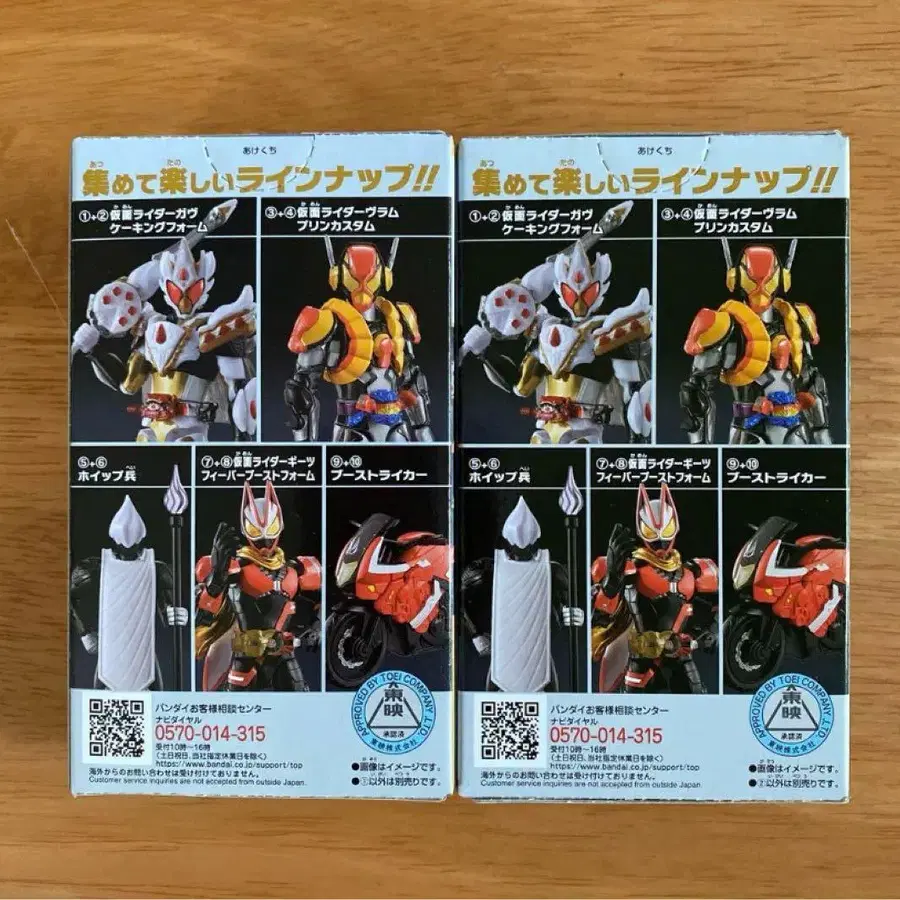 あけくち
集めて楽しいラインナップ!!
①+②仮面ライダーガヴ
ケーキングフォーム
③+④仮面ライダーヴラム
プリンカスタム
⑤+⑥
ホイップ兵
⑦+⑧仮面ライダーギーツ
フィーバーブーストフォーム
⑨+⑩
ブーストライカー
バンダイお客様相談センター
ナビダイヤル
0570-014-315
受付10時〜16時
(土日祝日、当社指定休業日を除く)
https://www.bandai.co.jp/support/top
海外からのお問い合わせは受け付けておりません。
Customer service inquiries are not accepted from outside Japan.
APPROVED BY TOEI COMPANY, LTD.
東映
承認済
東映株式会社
●画像はイメージです。
●①以外は別売りです。
あけくち
集めて楽しいラインナップ!!
①+②仮面ライダーガヴ
ケーキングフォーム
③+④仮面ライダーヴラム
プリンカスタム
⑤+⑥
ホイップ兵
⑦+⑧仮面ライダーギーツ
フィーバーブーストフォーム
⑨+⑩
ブーストライカー
バンダイお客様相談センター
ナビダイヤル
0570-014-315
受付10時〜16時
(土日祝日、当社指定休業日を除く)
https://www.bandai.co.jp/support/top
海外からのお問い合わせは受け付けておりません。
Customer service inquiries are not accepted from outside Japan.
APPROVED BY TOEI COMPANY, LTD.
東映
承認済
東映株式会社
●画像はイメージです。
●②以外は別売りです。